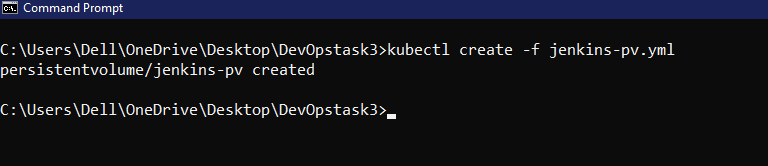 Command Prompt
C:\Users\Dell\OneDrive\Desktop\DevOpstask3>kubectl create -f jenkins-pv.yml
persistentvolume/jenkins-pv created
C:\Users\Dell\OneDrive\Desktop\DevOpstask3>